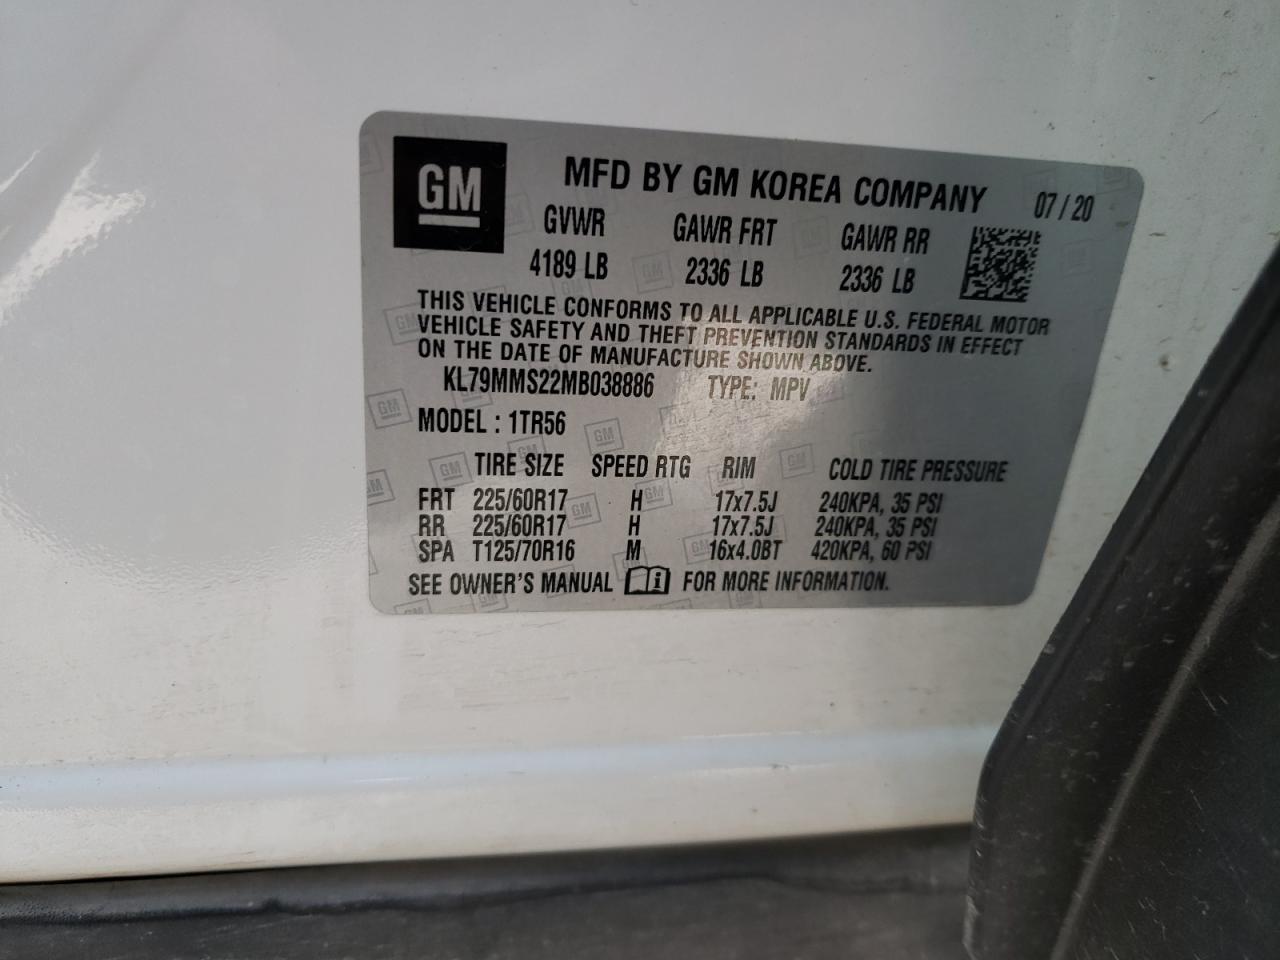 GM
MFD BY GM KOREA COMPANY 07/20
GVWR GAWR FRT GAWR RR
4189 LB 2336 LB 2336 LB
THIS VEHICLE CONFORMS TO ALL APPLICABLE U.S. FEDERAL MOTOR
VEHICLE SAFETY AND THEFT PREVENTION STANDARDS IN EFFECT
ON THE DATE OF MANUFACTURE SHOWN ABOVE.
KL79MMS22MB038886 TYPE: MPV
MODEL : 1TR56
TIRE SIZE SPEED RTG RIM COLD TIRE PRESSURE
FRT 225/60R17 H 17x7.5J 240KPA, 35 PSI
RR 225/60R17 H 17x7.5J 240KPA, 35 PSI
SPA T125/70R16 M 16x4.0BT 420KPA, 60 PSI
SEE OWNER'S MANUAL FOR MORE INFORMATION.